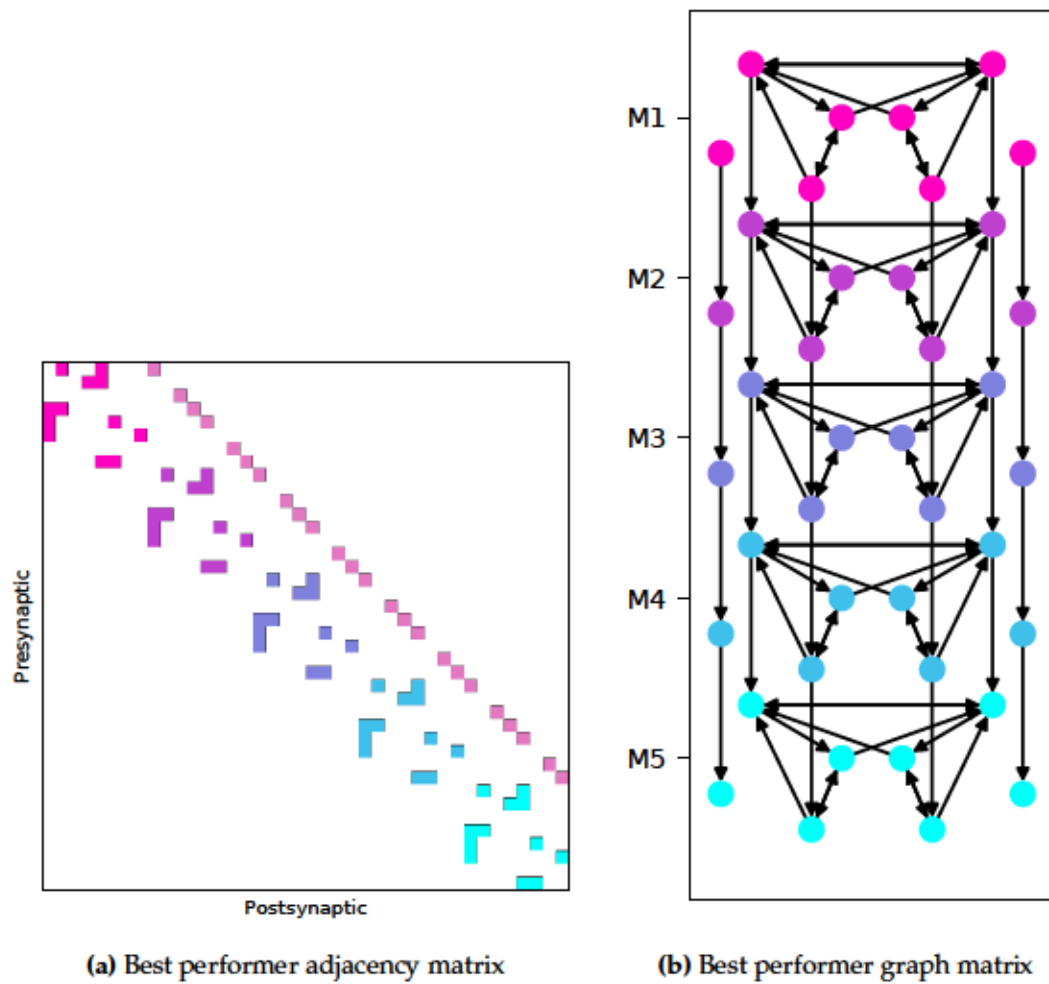 M1
M2
M3
M4
M5
Presynaptic
Postsynaptic
(a) Best performer adjacency matrix
(b) Best performer graph matrix